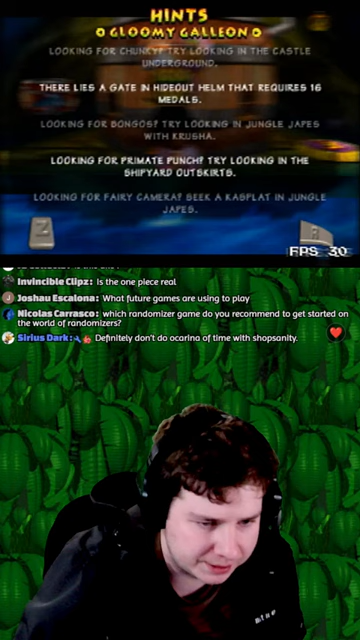 HINTS
GLOOMY GALLEON
LOOKING FOR CHUNKY? TRY LOOKING IN THE CASTLE
UNDERGROUND.
THERE LIES A GATE IN HIDEOUT HELM THAT REQUIRES 16
MEDALS.
LOOKING FOR BONGOS? TRY LOOKING IN JUNGLE JAPES
WITH KRUSHA.
LOOKING FOR PRIMATE PUNCH? TRY LOOKING IN THE
SHIPYARD OUTSKIRTS.
LOOKING FOR FAIRY CAMERA? SEEK A KASPLAT IN JUNGLE
JAPES.
Z
R
FPS 30
Invincible Clipz: Is the one piece real
Joshau Escalona: What future games are using to play
Nicolas Carrasco: which randomizer game do you recommend to get started on
the world of randomizers?
Sirius Dark: Definitely don't do ocarina of time with shopsanity.